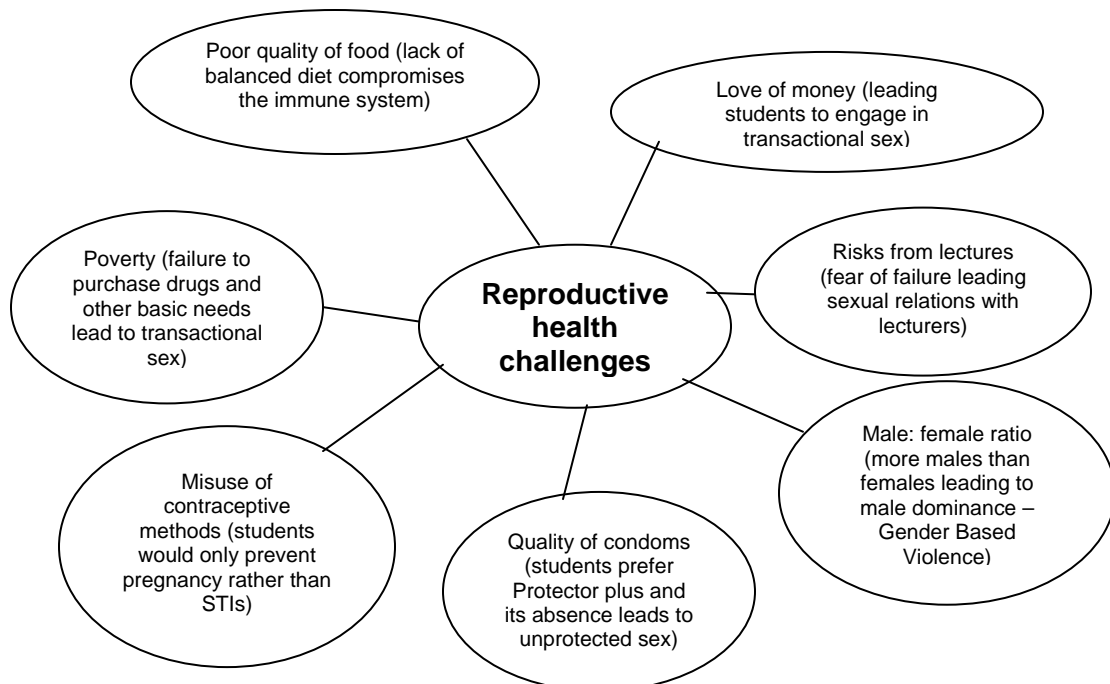 Poor quality of food (lack of
balanced diet compromises
the immune system)
Love of money (leading
students to engage in
transactional sex)
Poverty (failure to
purchase drugs and
other basic needs
lead to transactional
sex)
Reproductive
health
challenges
Risks from lectures
(fear of failure leading
sexual relations with
lecturers)
Misuse of
contraceptive
methods (students
would only prevent
pregnancy rather than
STIs)
Quality of condoms
(students prefer
Protector plus and
its absence leads to
unprotected sex)
Male: female ratio
(more males than
females leading to
male dominance –
Gender Based
Violence)